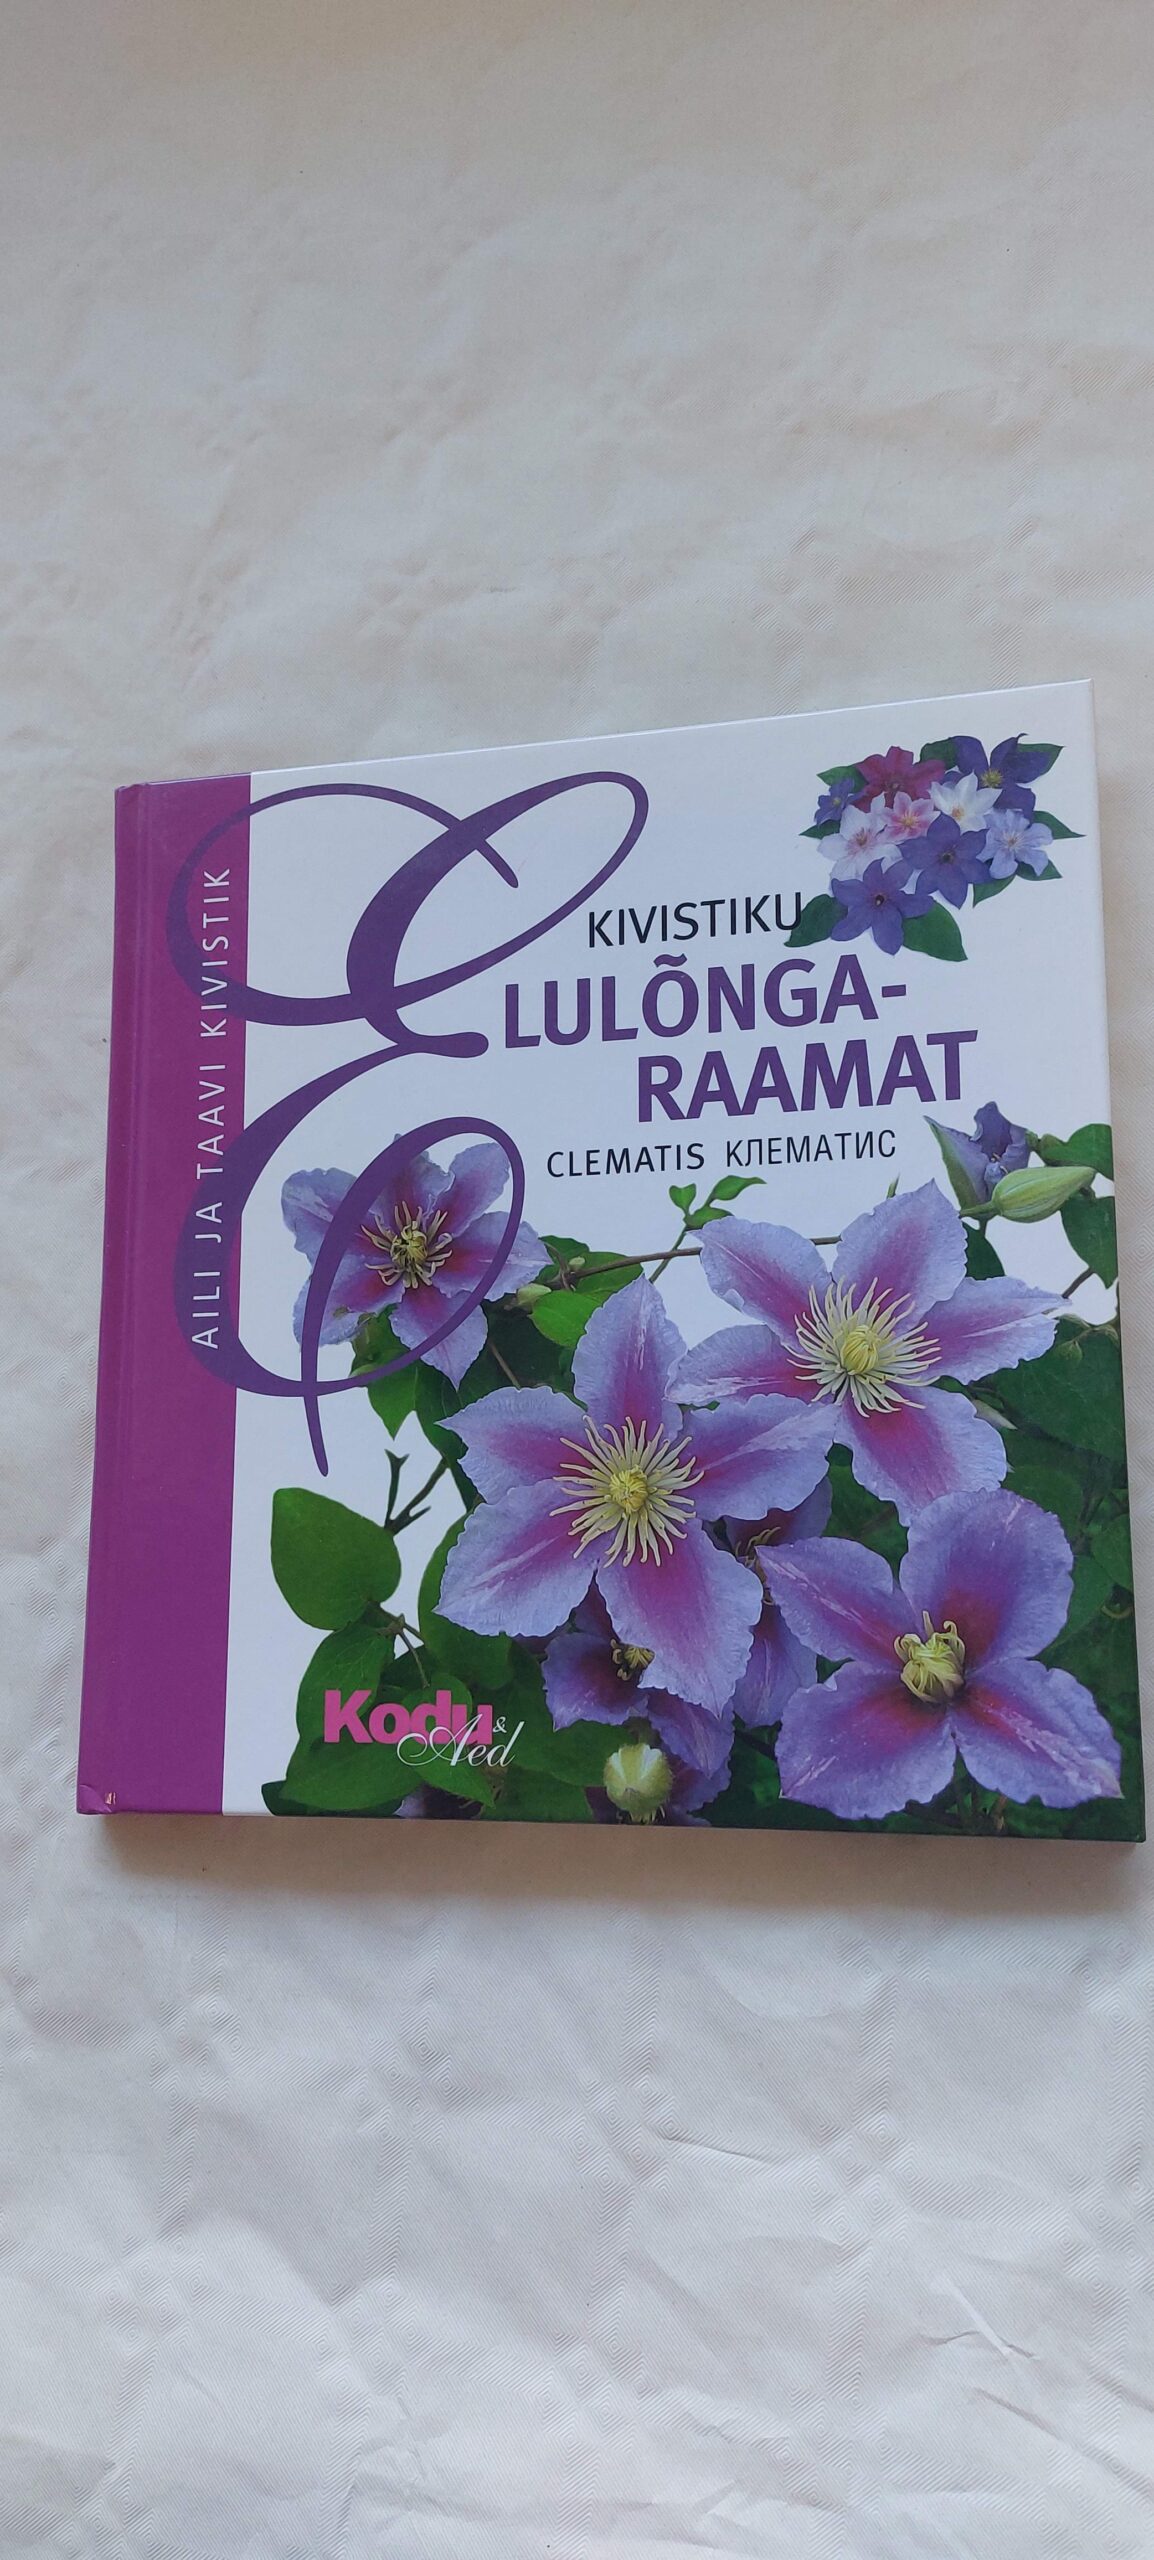 AILI JA TAAVI KIVISTIK
KIVISTIKU
ELULÕNGA-
RAAMAT
CLEMATIS КЛЕМАТИС
Kodu
& Aed